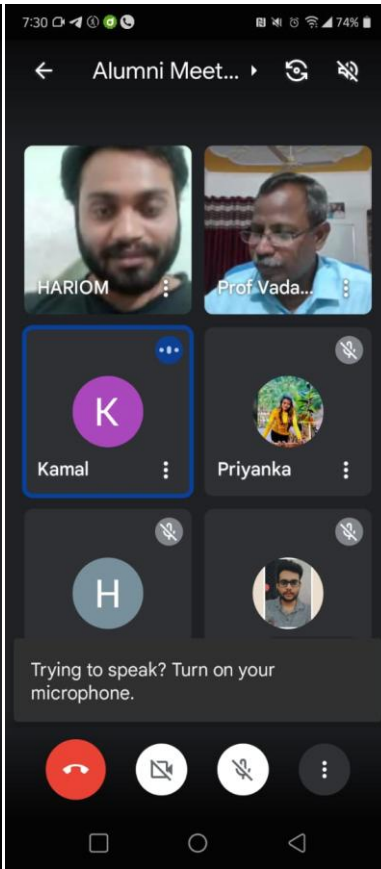 7:30
74%
Alumni Meet...
HARIOM
Prof Vada...
K
Kamal
Priyanka
H
Trying to speak? Turn on your
microphone.